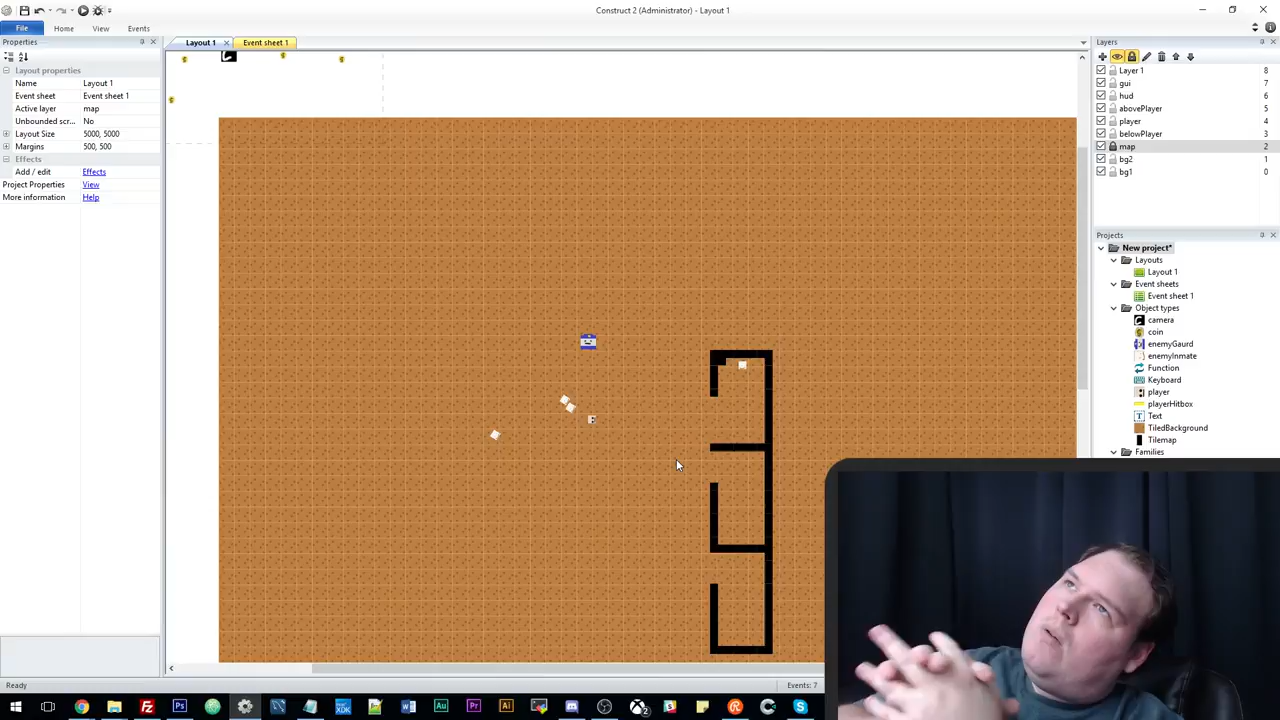 Construct 2 (Administrator) - Layout 1
File
Home
View
Events
Properties
Layout 1
Event sheet 1
Layers
Layout properties
Name
Layout 1
Event sheet
Event sheet 1
Active layer
map
Unbounded scr...
No
Layout Size
5000, 5000
Margins
500, 500
Effects
Add / edit
Effects
Project Properties
View
More information
Help
Layer 1
8
gui
7
hud
6
abovePlayer
5
player
4
belowPlayer
3
map
2
bg2
1
bg1
0
Projects
New project*
Layouts
Layout 1
Event sheets
Event sheet 1
Object types
camera
coin
enemyGaurd
enemyInmate
Function
Keyboard
player
playerHitbox
Text
TiledBackground
Tilemap
Families
Ready
Events: 7